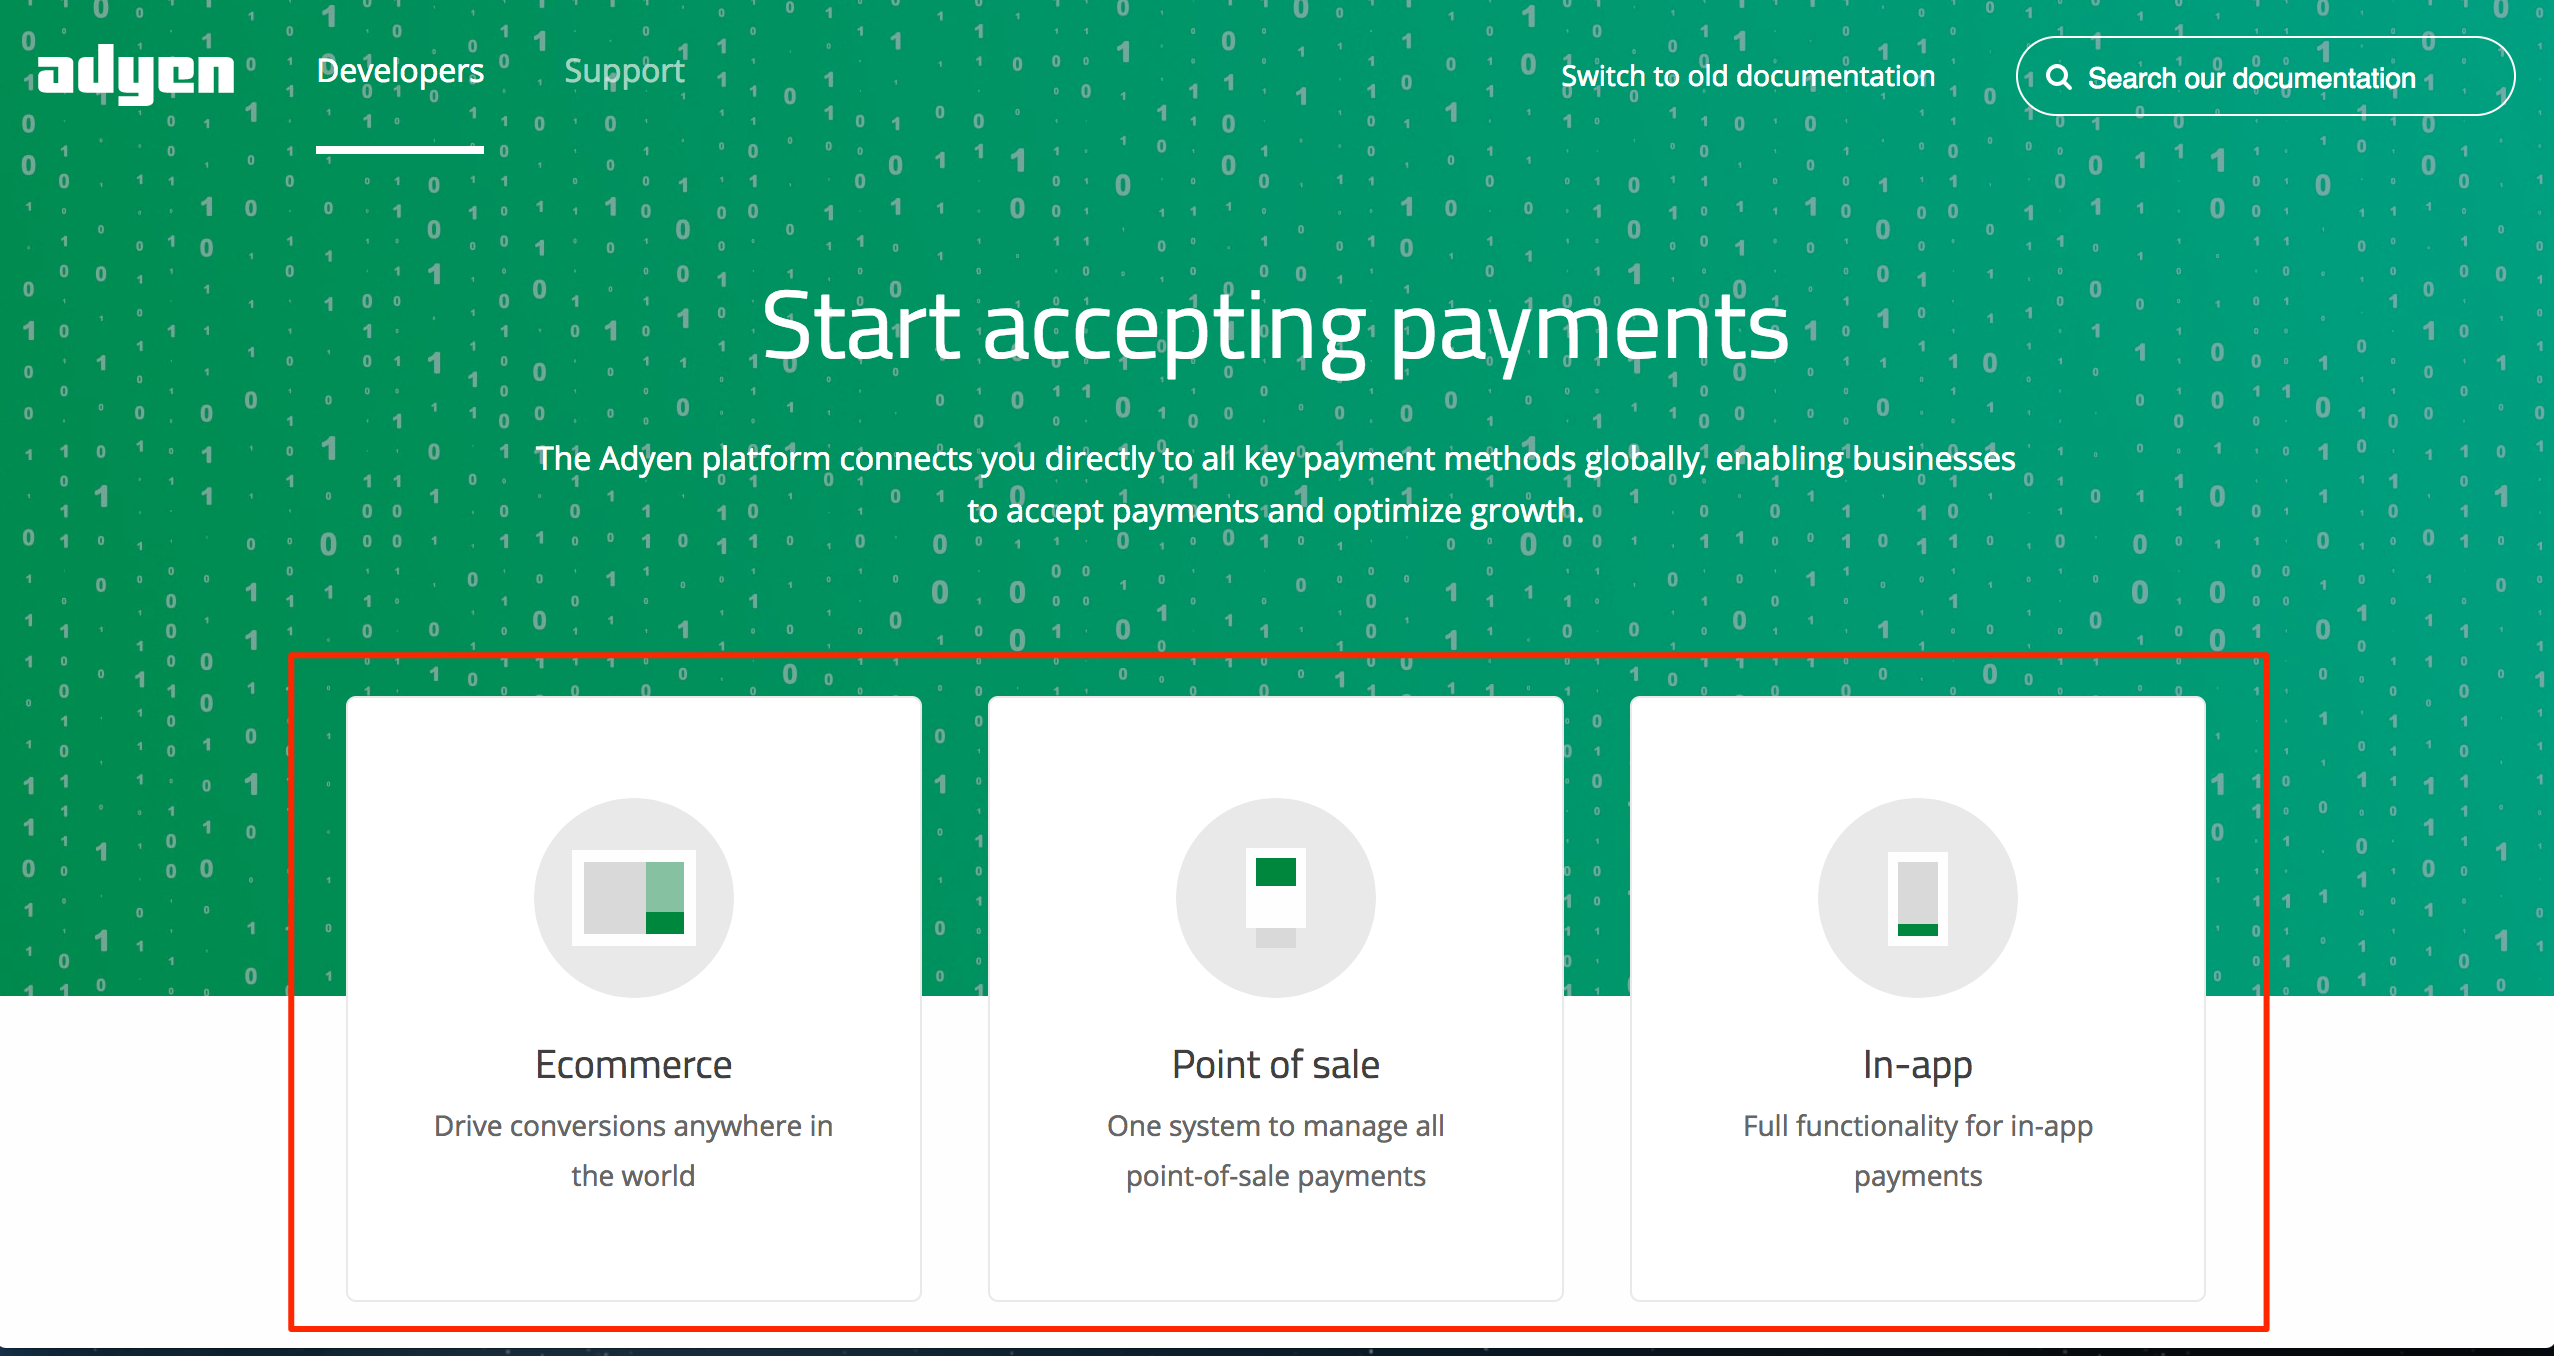 adyen
Developers
Support
Switch to old documentation
Search our documentation
Start accepting payments
The Adyen platform connects you directly to all key payment methods globally, enabling businesses
to accept payments and optimize growth.
Ecommerce
Drive conversions anywhere in
the world
Point of sale
One system to manage all
point-of-sale payments
In-app
Full functionality for in-app
payments